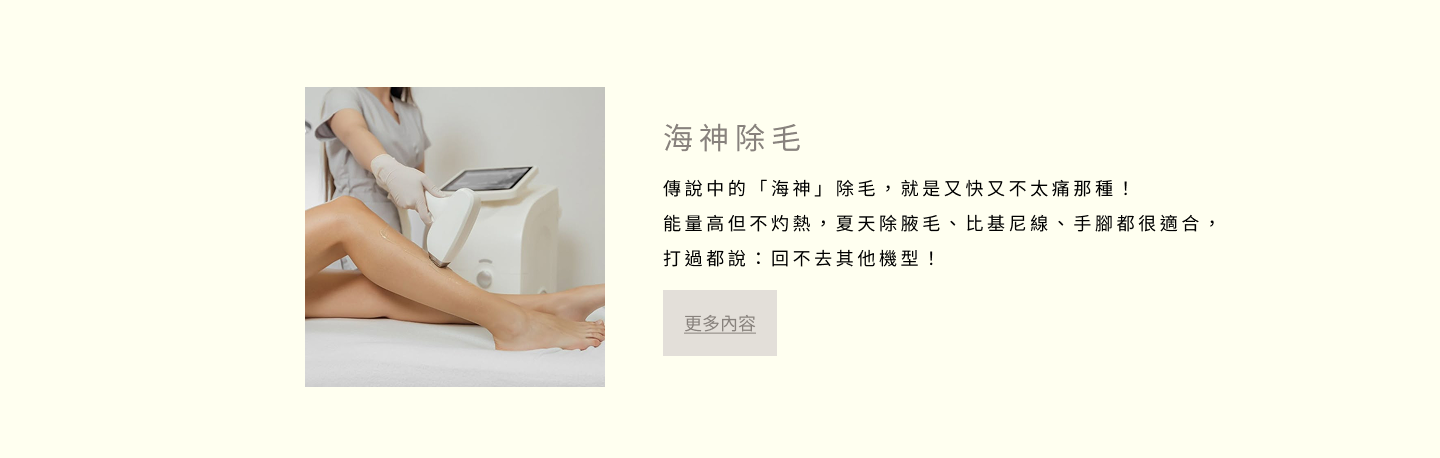 海神除毛
傳說中的「海神」除毛，就是又快又不太痛那種！
能量高但不灼熱，夏天除腋毛、比基尼線、手腳都很適合，
打過都說：回不去其他機型！
更多內容